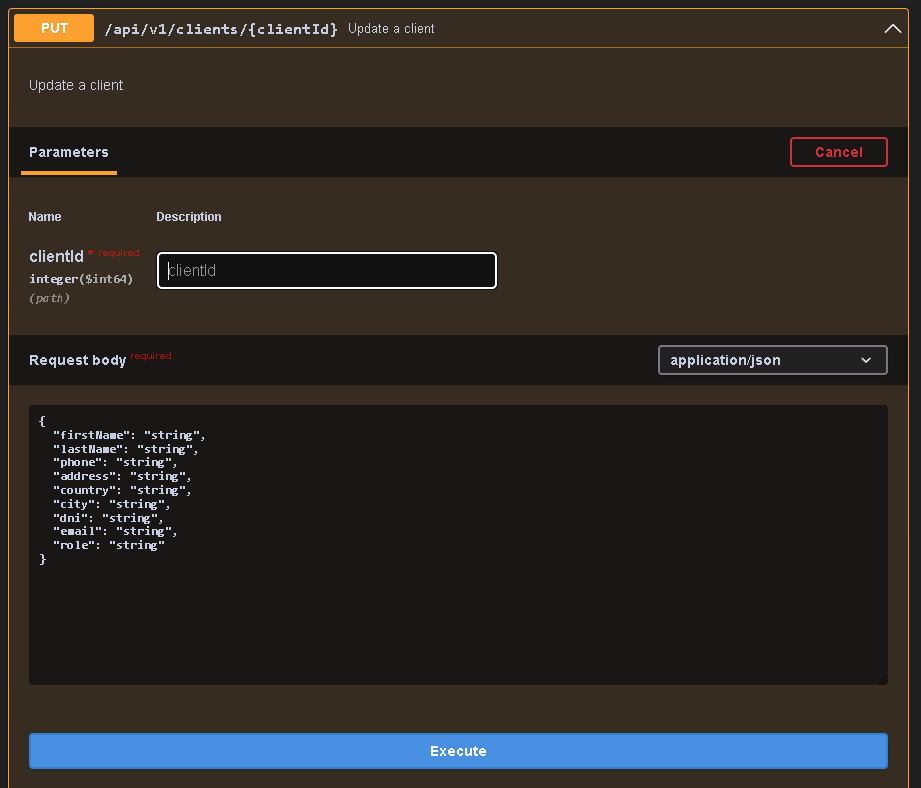 PUT /api/v1/clients/{clientId} Update a client
Update a client
Parameters Cancel
Name Description
clientId * required
integer($int64)
(path)
clientId
Request body required application/json
{
  "firstName": "string",
  "lastName": "string",
  "phone": "string",
  "address": "string",
  "country": "string",
  "city": "string",
  "dni": "string",
  "email": "string",
  "role": "string"
}
Execute